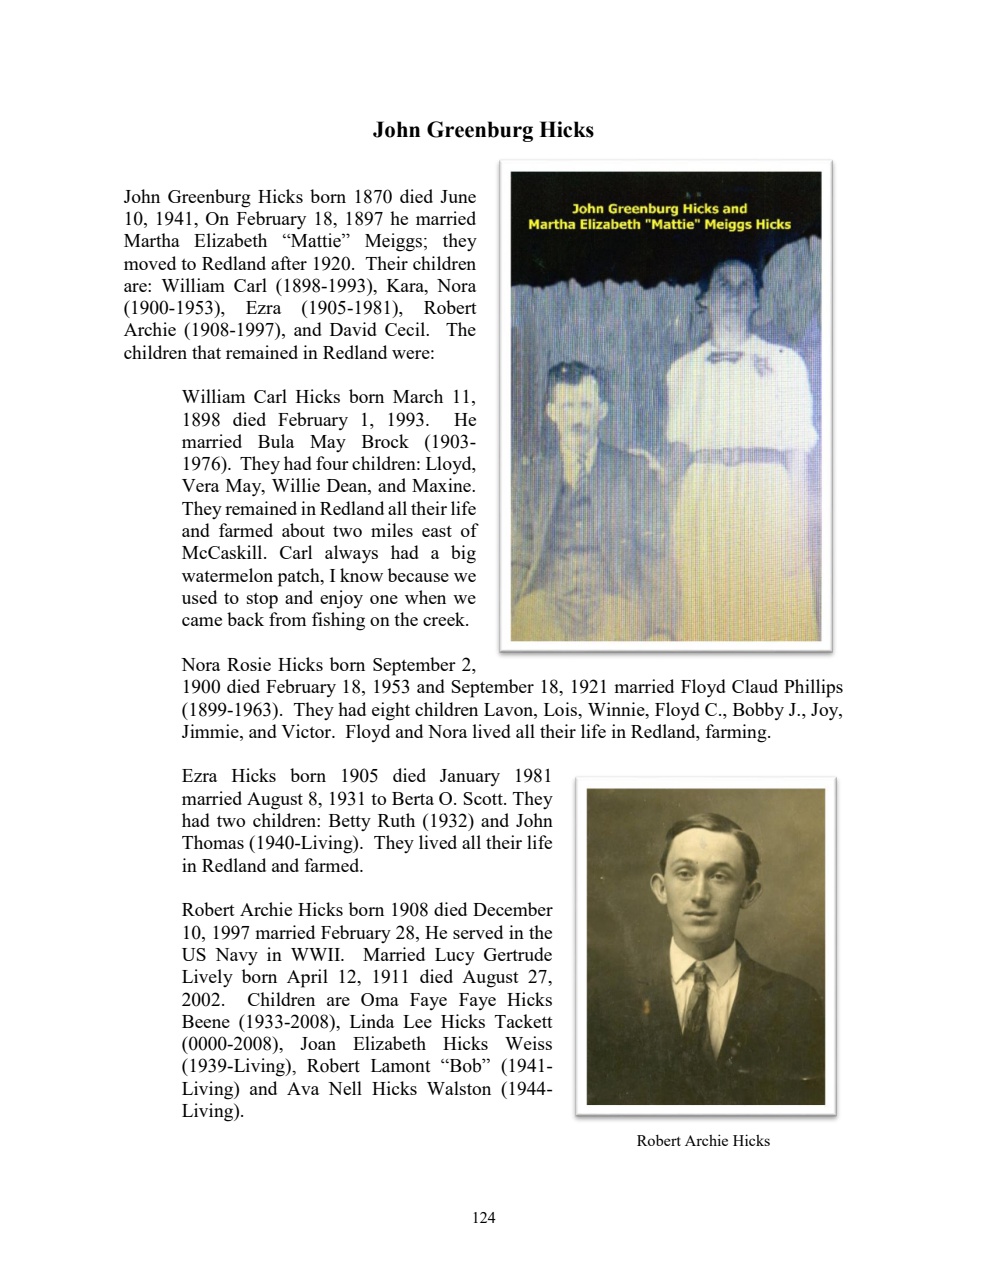 John Greenburg Hicks
John Greenburg Hicks born 1870 died June
10, 1941, On February 18, 1897 he married
Martha Elizabeth “Mattie” Meiggs; they
moved to Redland after 1920. Their children
are: William Carl (1898-1993), Kara, Nora
(1900-1953), Ezra (1905-1981), Robert
Archie (1908-1997), and David Cecil. The
children that remained in Redland were:
John Greenburg Hicks and
Martha Elizabeth "Mattie" Meiggs Hicks
William Carl Hicks born March 11,
1898 died February 1, 1993. He
married Bula May Brock (1903-
1976). They had four children: Lloyd,
Vera May, Willie Dean, and Maxine.
They remained in Redland all their life
and farmed about two miles east of
McCaskill. Carl always had a big
watermelon patch, I know because we
used to stop and enjoy one when we
came back from fishing on the creek.
Nora Rosie Hicks born September 2,
1900 died February 18, 1953 and September 18, 1921 married Floyd Claud Phillips
(1899-1963). They had eight children Lavon, Lois, Winnie, Floyd C., Bobby J., Joy,
Jimmie, and Victor. Floyd and Nora lived all their life in Redland, farming.
Ezra Hicks born 1905 died January 1981
married August 8, 1931 to Berta O. Scott. They
had two children: Betty Ruth (1932) and John
Thomas (1940-Living). They lived all their life
in Redland and farmed.
Robert Archie Hicks born 1908 died December
10, 1997 married February 28, He served in the
US Navy in WWII. Married Lucy Gertrude
Lively born April 12, 1911 died August 27,
2002. Children are Oma Faye Faye Hicks
Beene (1933-2008), Linda Lee Hicks Tackett
(0000-2008), Joan Elizabeth Hicks Weiss
(1939-Living), Robert Lamont “Bob” (1941-
Living) and Ava Nell Hicks Walston (1944-
Living).
Robert Archie Hicks
124